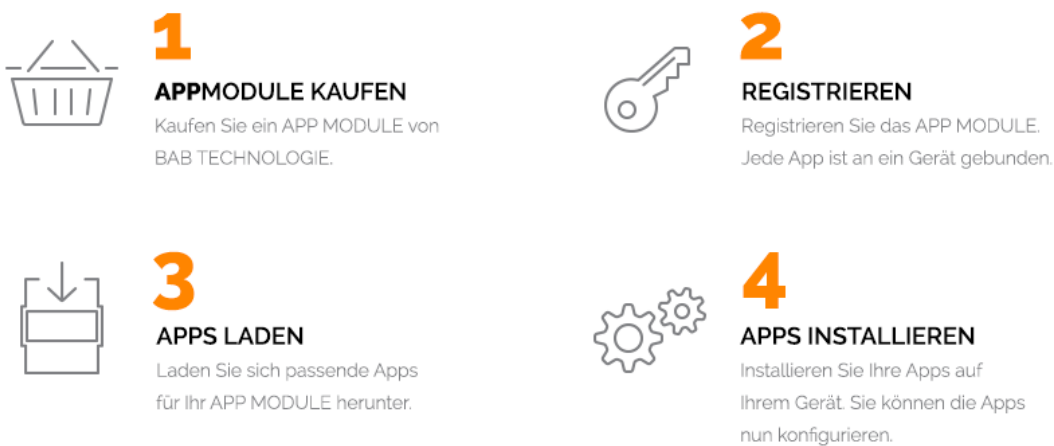 1
APPMODULE KAUFEN
Kaufen Sie ein APP MODULE von
BAB TECHNOLOGIE.
2
REGISTRIEREN
Registrieren Sie das APP MODULE.
Jede App ist an ein Gerät gebunden.
3
APPS LADEN
Laden Sie sich passende Apps
für Ihr APP MODULE herunter.
4
APPS INSTALLIEREN
Installieren Sie Ihre Apps auf
Ihrem Gerät. Sie können die Apps
nun konfigurieren.